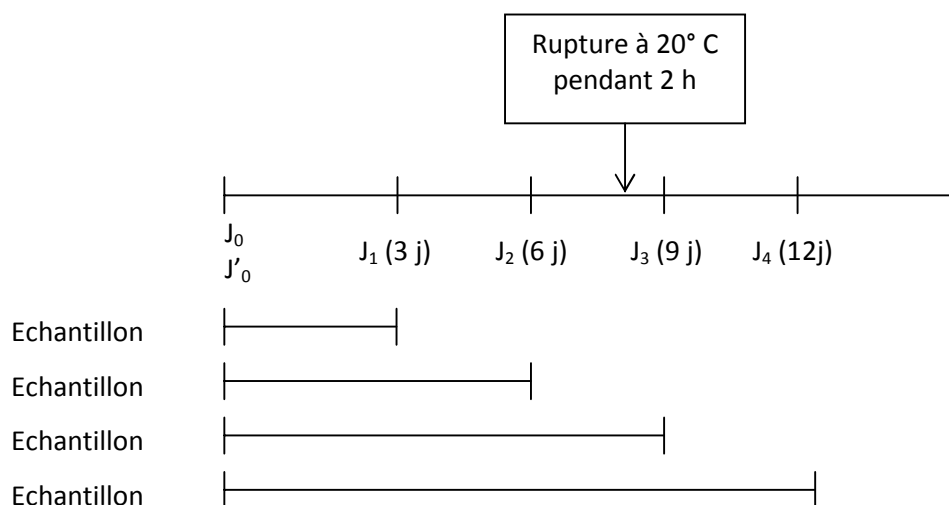 Rupture à 20° C
pendant 2 h
J₀
J'₀
J₁ (3 j)
J₂ (6 j)
J₃ (9 j)
J₄ (12j)
Echantillon
Echantillon
Echantillon
Echantillon